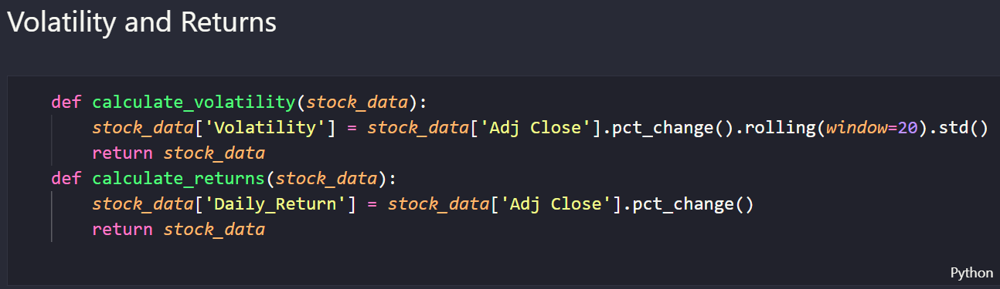 Volatility and Returns
def calculate_volatility(stock_data):
    stock_data['Volatility'] = stock_data['Adj Close'].pct_change().rolling(window=20).std()
    return stock_data
def calculate_returns(stock_data):
    stock_data['Daily_Return'] = stock_data['Adj Close'].pct_change()
    return stock_data
Python